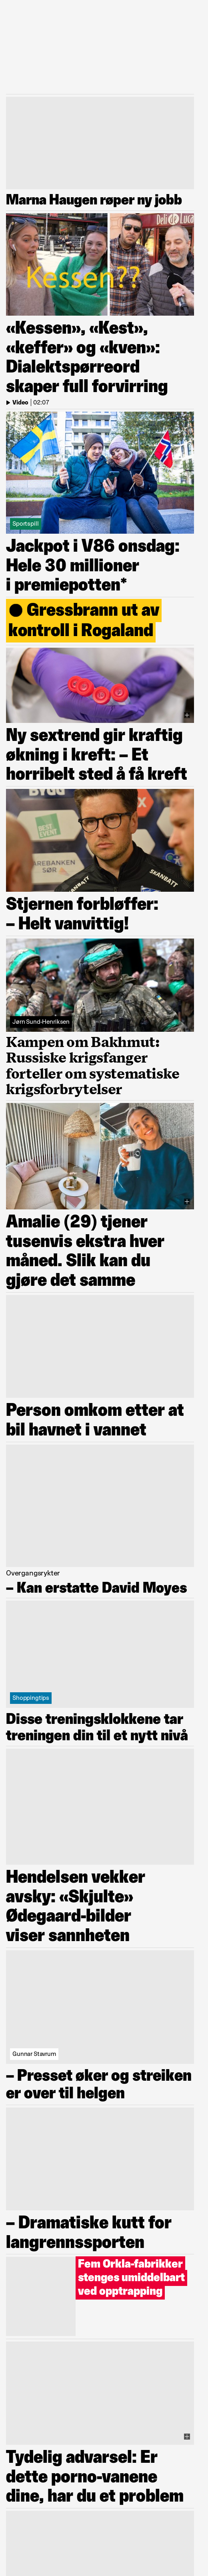 Marna Haugen røper ny jobb
Deli de Luca
Kessen??
«Kessen», «Kest»,
«keffer» og «kven»:
Dialektspørreord
skaper full forvirring
Video | 02:07
Sportspill
Jackpot i V86 onsdag:
Hele 30 millioner
i premiepotten*
Gressbrann ut av
kontroll i Rogaland
Ny sextrend gir kraftig
økning i kreft: – Et
horribelt sted å få kreft
BYGG
BEST
EVENT
SKANBATT
Stjernen forbløffer:
– Helt vanvittig!
Jørn Sund-Henriksen
Kampen om Bakhmut:
Russiske krigsfanger
forteller om systematiske
krigsforbrytelser
Amalie (29) tjener
tusenvis ekstra hver
måned. Slik kan du
gjøre det samme
Person omkom etter at
bil havnet i vannet
Overgangsrykter
– Kan erstatte David Moyes
Shoppingtips
Disse treningsklokkene tar
treningen din til et nytt nivå
Hendelsen vekker
avsky: «Skjulte»
Ødegaard-bilder
viser sannheten
Gunnar Stavrum
– Presset øker og streiken
er over til helgen
– Dramatiske kutt for
langrennssporten
Fem Orkla-fabrikker
stenges umiddelbart
ved opptrapping
Tydelig advarsel: Er
dette porno-vanene
dine, har du et problem